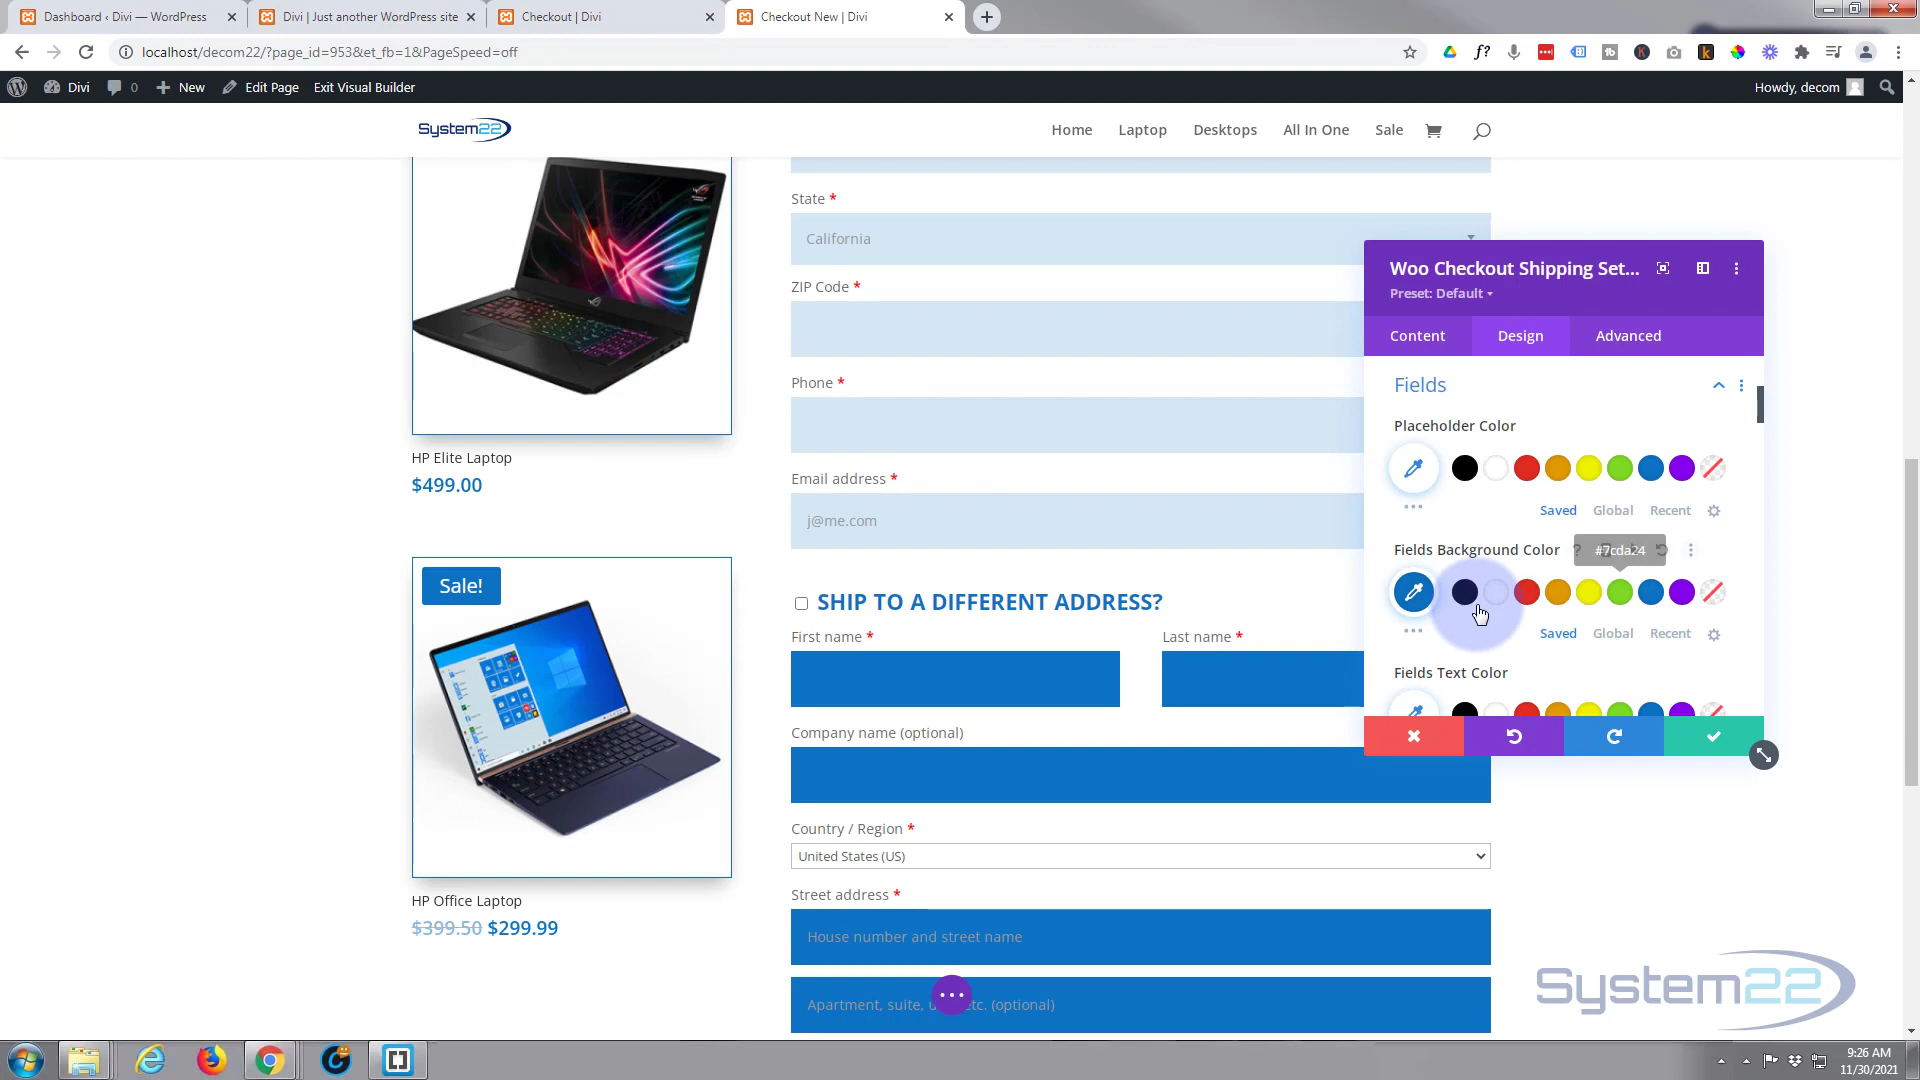 Dashboard ‹ Divi — WordPress
Divi | Just another WordPress site
Checkout | Divi
Checkout New | Divi
localhost/decom22/?page_id=953&et_fb=1&PageSpeed=off
Divi
0
New
Edit Page
Exit Visual Builder
Howdy, decom
System22
Home
Laptop
Desktops
All In One
Sale
State *
California
ZIP Code *
Phone *
Email address *
j@me.com
HP Elite Laptop
$499.00
Sale!
SHIP TO A DIFFERENT ADDRESS?
First name *
Last name *
Company name (optional)
Country / Region *
United States (US)
Street address *
House number and street name
Apartment, suite, u etc. (optional)
HP Office Laptop
$399.50 $299.99
Woo Checkout Shipping Set...
Preset: Default
Content
Design
Advanced
Fields
Placeholder Color
Saved
Global
Recent
Fields Background Color
#7cda24
Saved
Global
Recent
Fields Text Color
System22
9:26 AM
11/30/2021